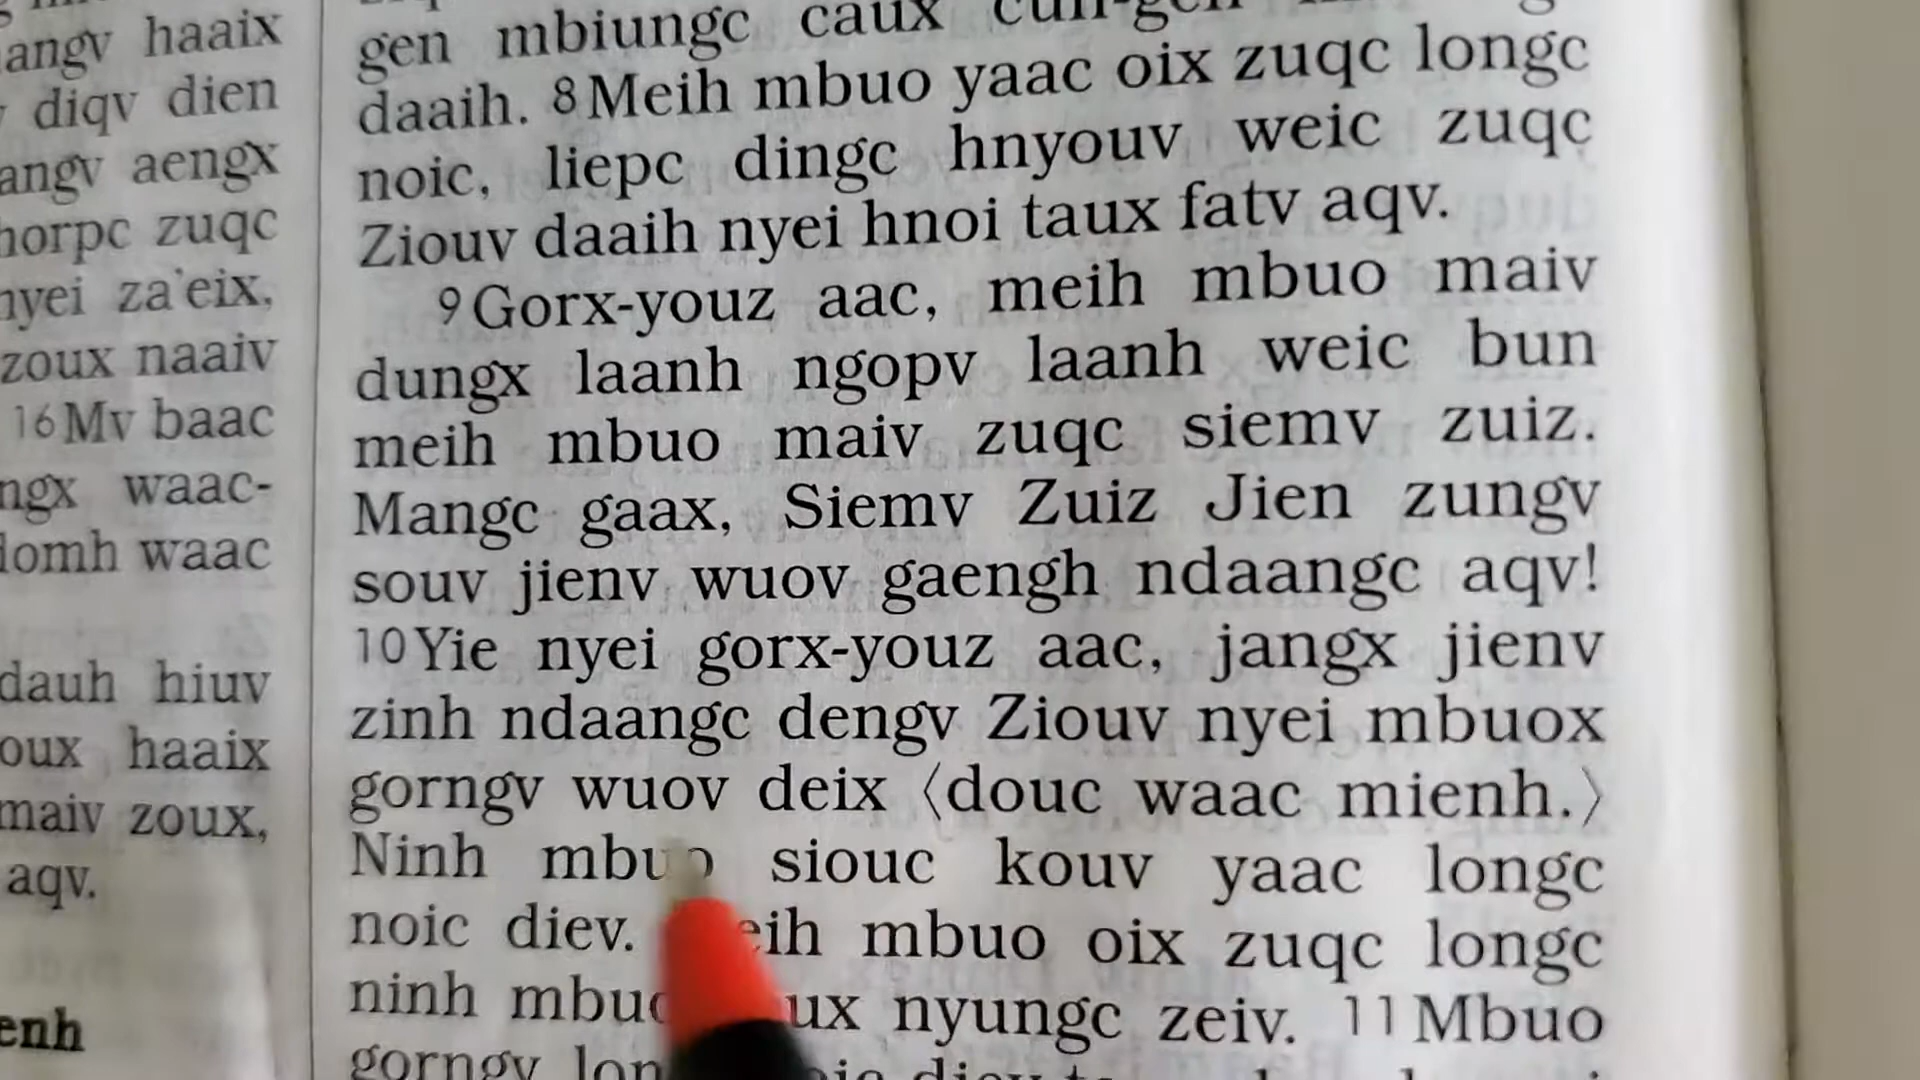 angv haaix
diqv dien
angv aengx
zuqc
nyei za'eix,
zoux naaiv
16 Mv baac
waac-
waac
dauh hiuv
haaix
maiv zoux,
aqv.
gen mbiungc caux
daaih. 8 Meih mbuo yaac oix zuqc longc
noic, liepc dingc hnyouv weic zuqc
Ziouv daaih nyei hnoi taux fatv aqv.
9 Gorx-youz aac, meih mbuo maiv
dungx laanh ngopv laanh weic bun
meih mbuo maiv zuqc siemv zuiz.
Mangc gaax, Siemv Zuiz Jien zungv
souv jienv wuov gaengh ndaangc aqv!
10 Yie nyei gorx-youz aac, jangx jienv
zinh ndaangc dengv Ziouv nyei mbuox
gorngv wuov deix 〈douc waac mienh.〉
Ninh mbuo siouc kouv yaac longc
noic diev. mbuo oix zuqc longc
ninh nyungc zeiv. 11 Mbuo
gorngv